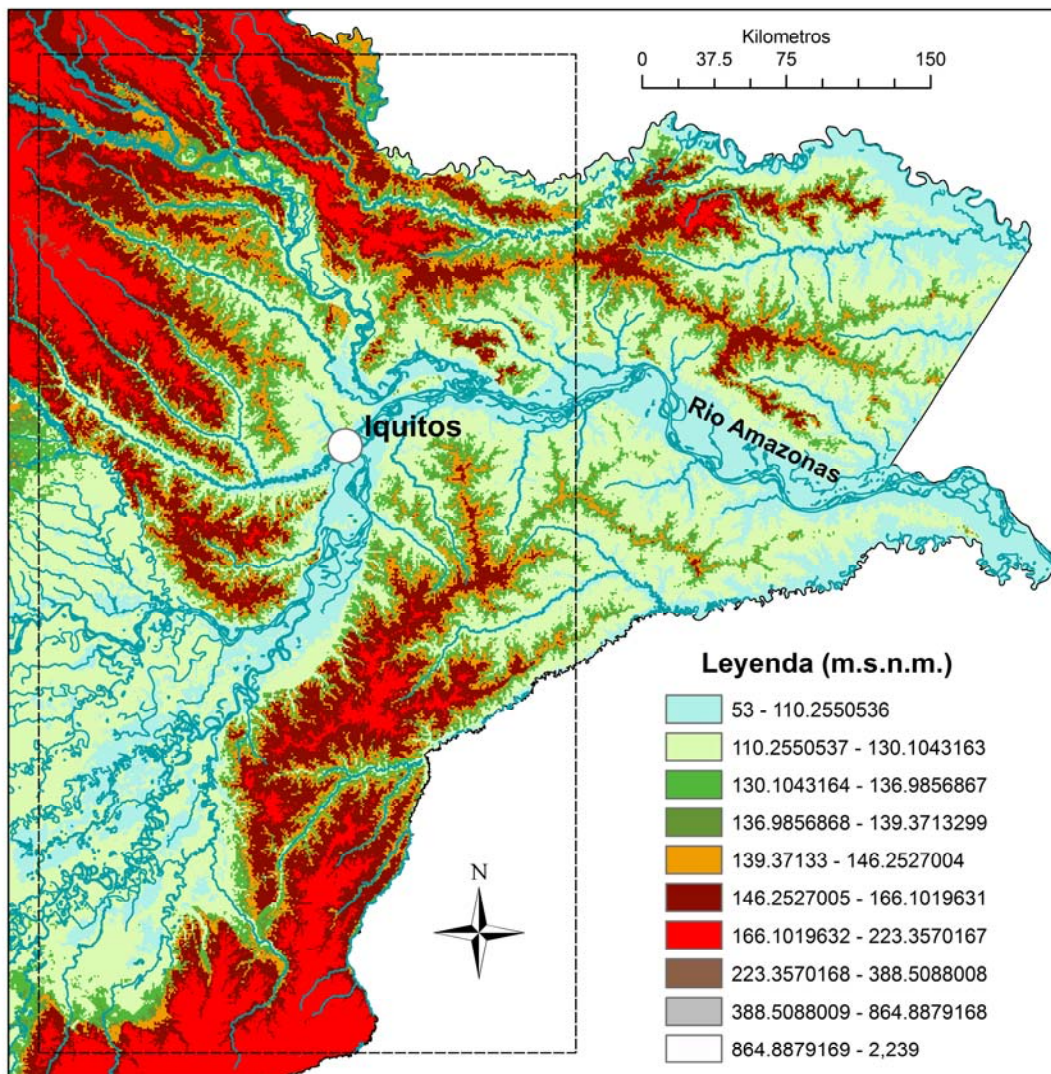 Kilometros
0 37.5 75 150
Iquitos
Rio Amazonas
Leyenda (m.s.n.m.)
53 - 110.2550536
110.2550537 - 130.1043163
130.1043164 - 136.9856867
136.9856868 - 139.3713299
139.37133 - 146.2527004
146.2527005 - 166.1019631
166.1019632 - 223.3570167
223.3570168 - 388.5088008
388.5088009 - 864.8879168
864.8879169 - 2,239
N